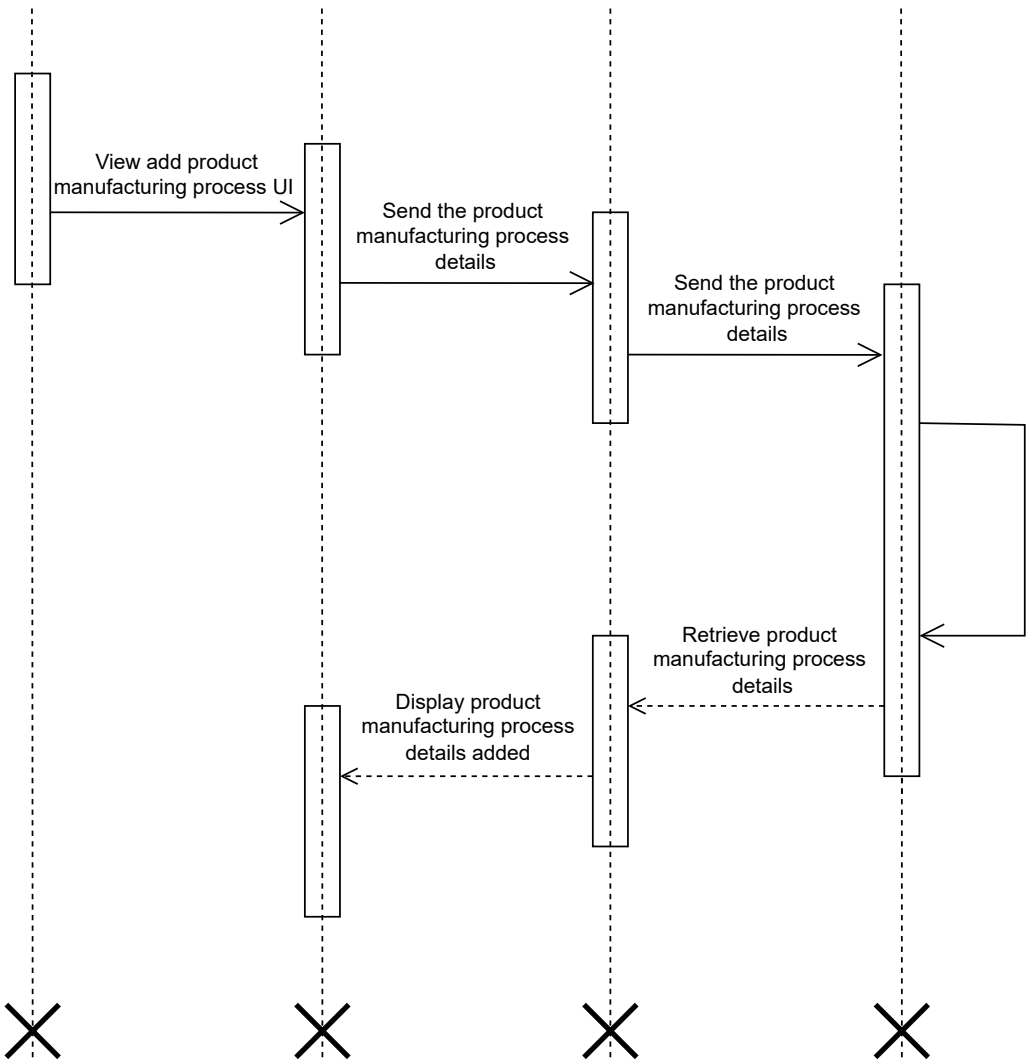 View add product
manufacturing process UI
Send the product
manufacturing process
details
Send the product
manufacturing process
details
Retrieve product
manufacturing process
details
Display product
manufacturing process
details added